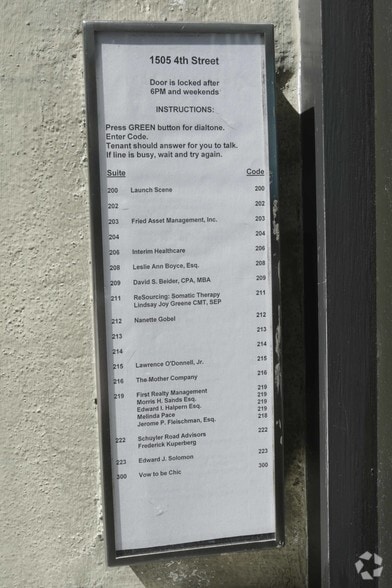 1505 4th Street
Door is locked after
6PM and weekends
INSTRUCTIONS:
Press GREEN button for dialtone.
Enter Code.
Tenant should answer for you to talk.
If line is busy, wait and try again.
Suite Code
200 Launch Scene 200
202 202
203 Fried Asset Management, Inc. 203
204 204
206 Interim Healthcare 206
208 Leslie Ann Boyce, Esq. 208
209 David S. Beider, CPA, MBA 209
211 ReSourcing: Somatic Therapy 211
Lindsay Joy Greene CMT, SEP
212 Nanette Gobel 212
213 213
214 214
215 Lawrence O'Donnell, Jr. 215
216 The Mother Company 216
219 First Realty Management 219
Morris H. Sands Esq. 219
Edward I. Halpern Esq. 219
Melinda Pace 219
Jerome P. Fleischman, Esq. 218
222 Schuyler Road Advisors 222
Frederick Kuperberg
223 Edward J. Solomon 223
300 Vow to be Chic 300